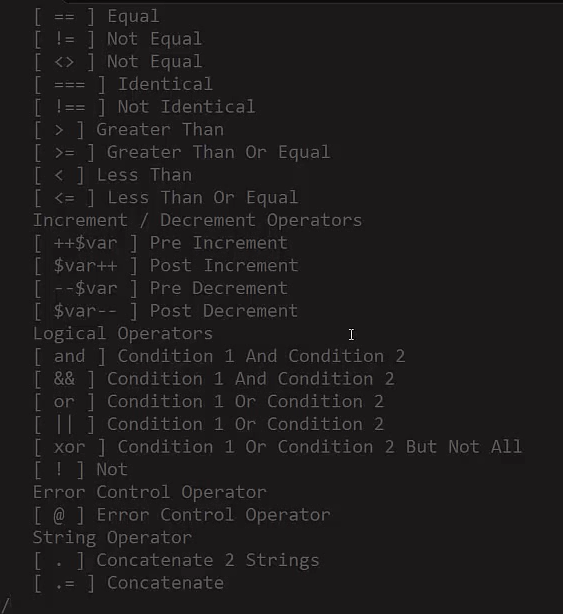 [ == ] Equal
[ != ] Not Equal
[ <> ] Not Equal
[ === ] Identical
[ !== ] Not Identical
[ > ] Greater Than
[ >= ] Greater Than Or Equal
[ < ] Less Than
[ <= ] Less Than Or Equal
Increment / Decrement Operators
[ ++$var ] Pre Increment
[ $var++ ] Post Increment
[ --$var ] Pre Decrement
[ $var-- ] Post Decrement
Logical Operators
[ and ] Condition 1 And Condition 2
[ && ] Condition 1 And Condition 2
[ or ] Condition 1 Or Condition 2
[ || ] Condition 1 Or Condition 2
[ xor ] Condition 1 Or Condition 2 But Not All
[ ! ] Not
Error Control Operator
[ @ ] Error Control Operator
String Operator
[ . ] Concatenate 2 Strings
[ .= ] Concatenate
/